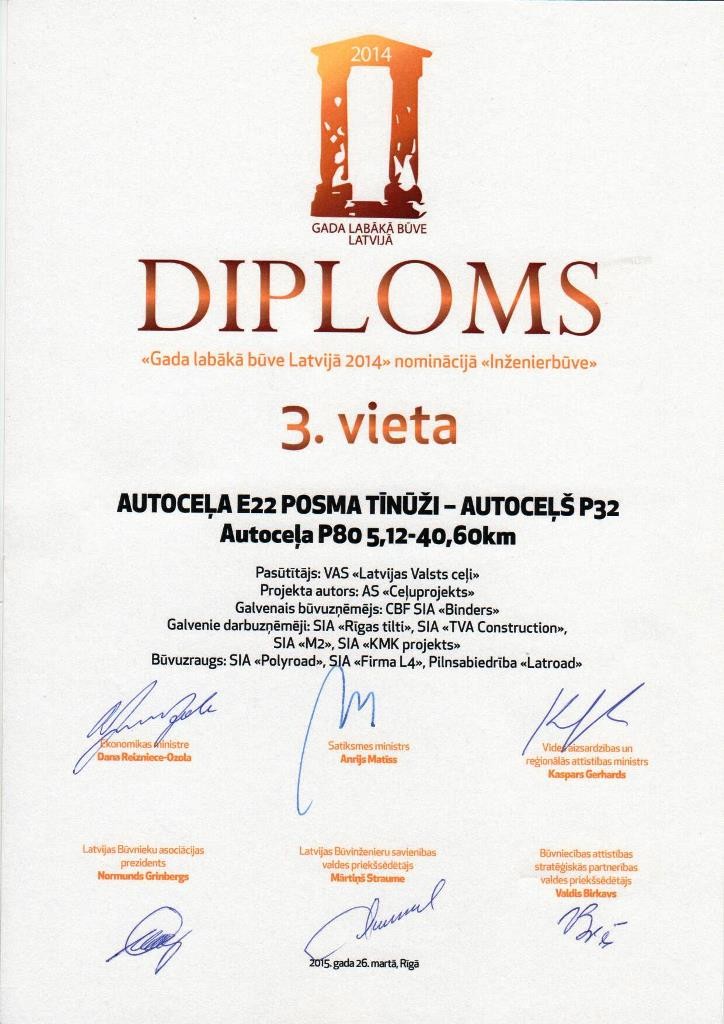 2014
GADA LABĀKĀ BŪVE
LATVIJĀ
DIPLOMS
«Gada labākā būve Latvijā 2014» nominācijā «Inženierbūve»
3. vieta
AUTOCEĻA E22 POSMA TĪNŪŽI – AUTOCEĻŠ P32
Autoceļa P80 5,12-40,60km
Pasūtītājs: VAS «Latvijas Valsts ceļi»
Projekta autors: AS «Ceļuprojekts»
Galvenais būvuzņēmējs: CBF SIA «Binders»
Galvenie darbuzņēmēji: SIA «Rīgas tilti», SIA «TVA Construction»,
SIA «M2», SIA «KMK projekts»
Būvuzraugs: SIA «Polyroad», SIA «Firma L4», Pilnsabiedrība «Latroad»
Ekonomikas ministre
Dana Reizniece-Ozola
Satiksmes ministrs
Anrijs Matīss
Vides aizsardzības un
reģionālās attīstības ministrs
Kaspars Gerhards
Latvijas Būvnieku asociācijas
prezidents
Normunds Grinbergs
Latvijas Būvinženieru savienības
valdes priekšsēdētājs
Mārtiņš Straume
Būvniecības attīstības
stratēģiskās partnerības
valdes priekšsēdētājs
Valdis Birkavs
2015. gada 26. martā, Rīgā